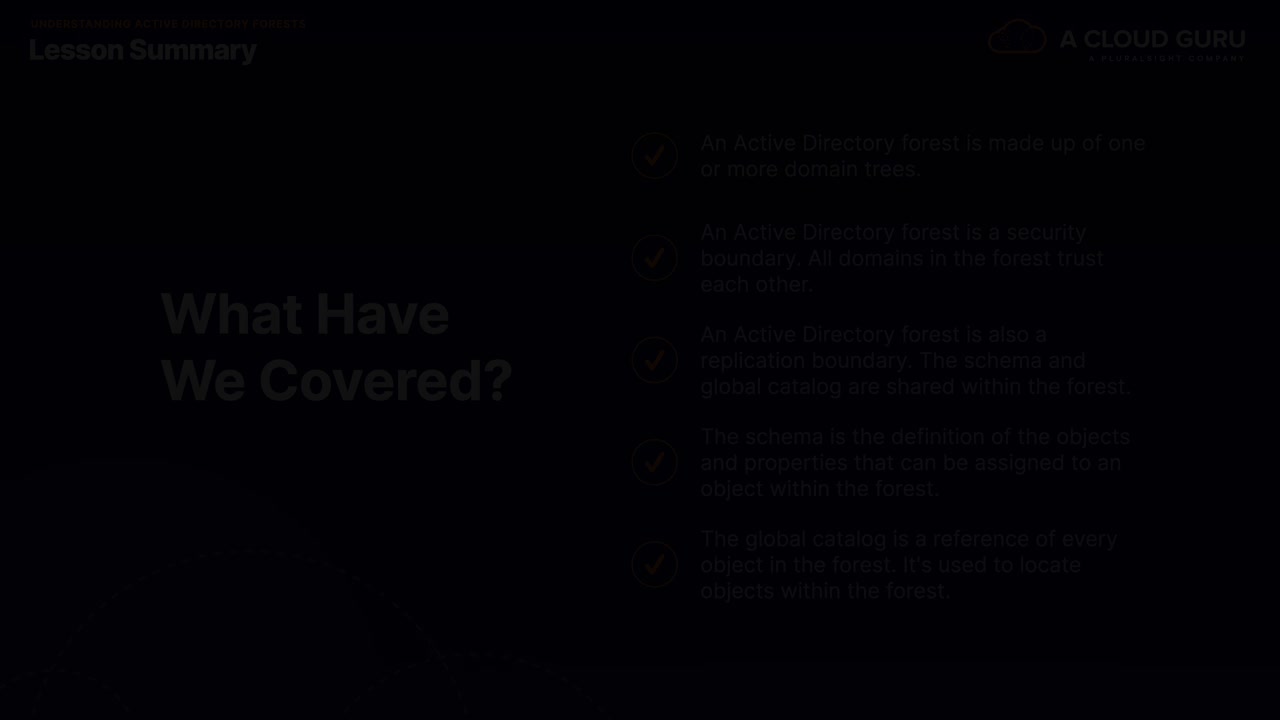 UNDERSTANDING ACTIVE DIRECTORY FORESTS
Lesson Summary
A CLOUD GURU
A PLURALSIGHT COMPANY
What Have
We Covered?
An Active Directory forest is made up of one
or more domain trees.
An Active Directory forest is a security
boundary. All domains in the forest trust
each other.
An Active Directory forest is also a
replication boundary. The schema and
global catalog are shared within the forest.
The schema is the definition of the objects
and properties that can be assigned to an
object within the forest.
The global catalog is a reference of every
object in the forest. It's used to locate
objects within the forest.